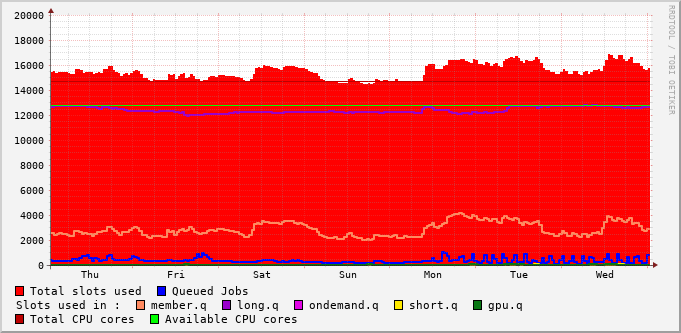 20000
18000
16000
14000
12000
10000
8000
6000
4000
2000
0
Thu Fri Sat Sun Mon Tue Wed
RRDTOOL / TOBI OETIKER
Total slots used Queued Jobs
Slots used in : member.q long.q ondemand.q short.q gpu.q
Total CPU cores Available CPU cores